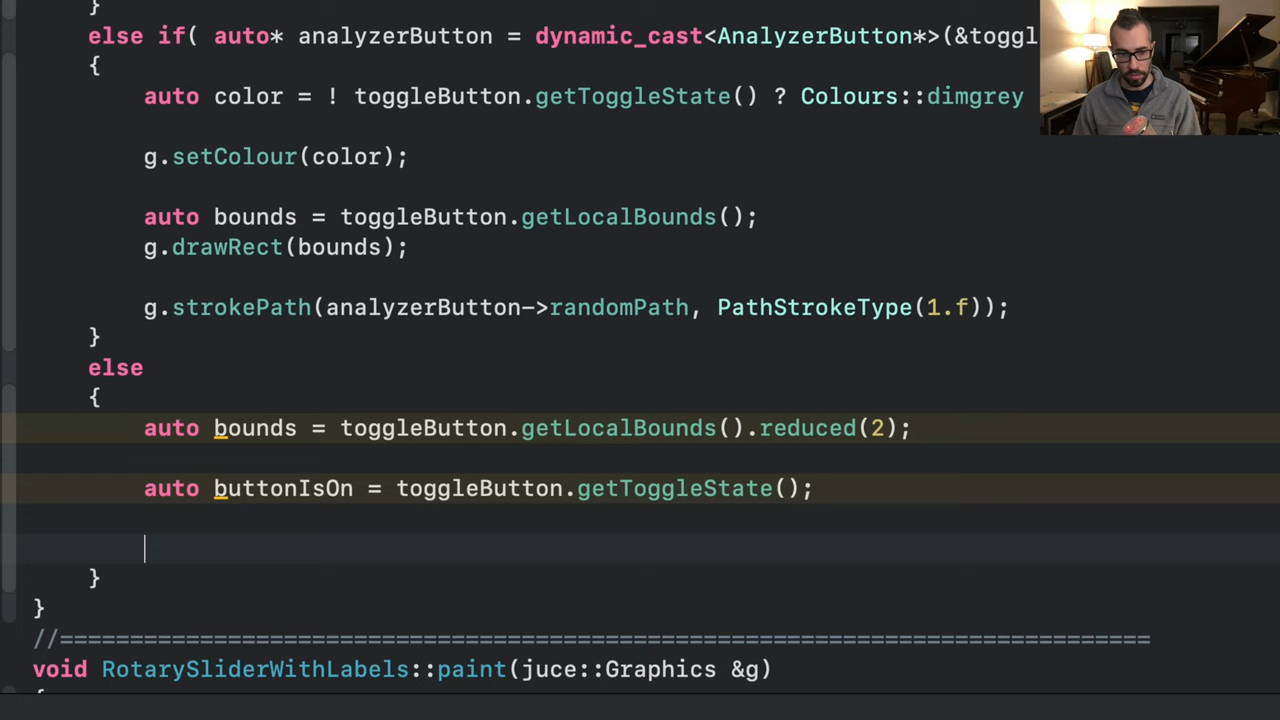 }
else if( auto* analyzerButton = dynamic_cast<AnalyzerButton*>(&toggl
{
auto color = ! toggleButton.getToggleState() ? Colours::dimgrey
g.setColour(color);
auto bounds = toggleButton.getLocalBounds();
g.drawRect(bounds);
g.strokePath(analyzerButton->randomPath, PathStrokeType(1.f));
}
else
{
auto bounds = toggleButton.getLocalBounds().reduced(2);
auto buttonIsOn = toggleButton.getToggleState();
}
}
//==============================================================================
void RotarySliderWithLabels::paint(juce::Graphics &g)
{